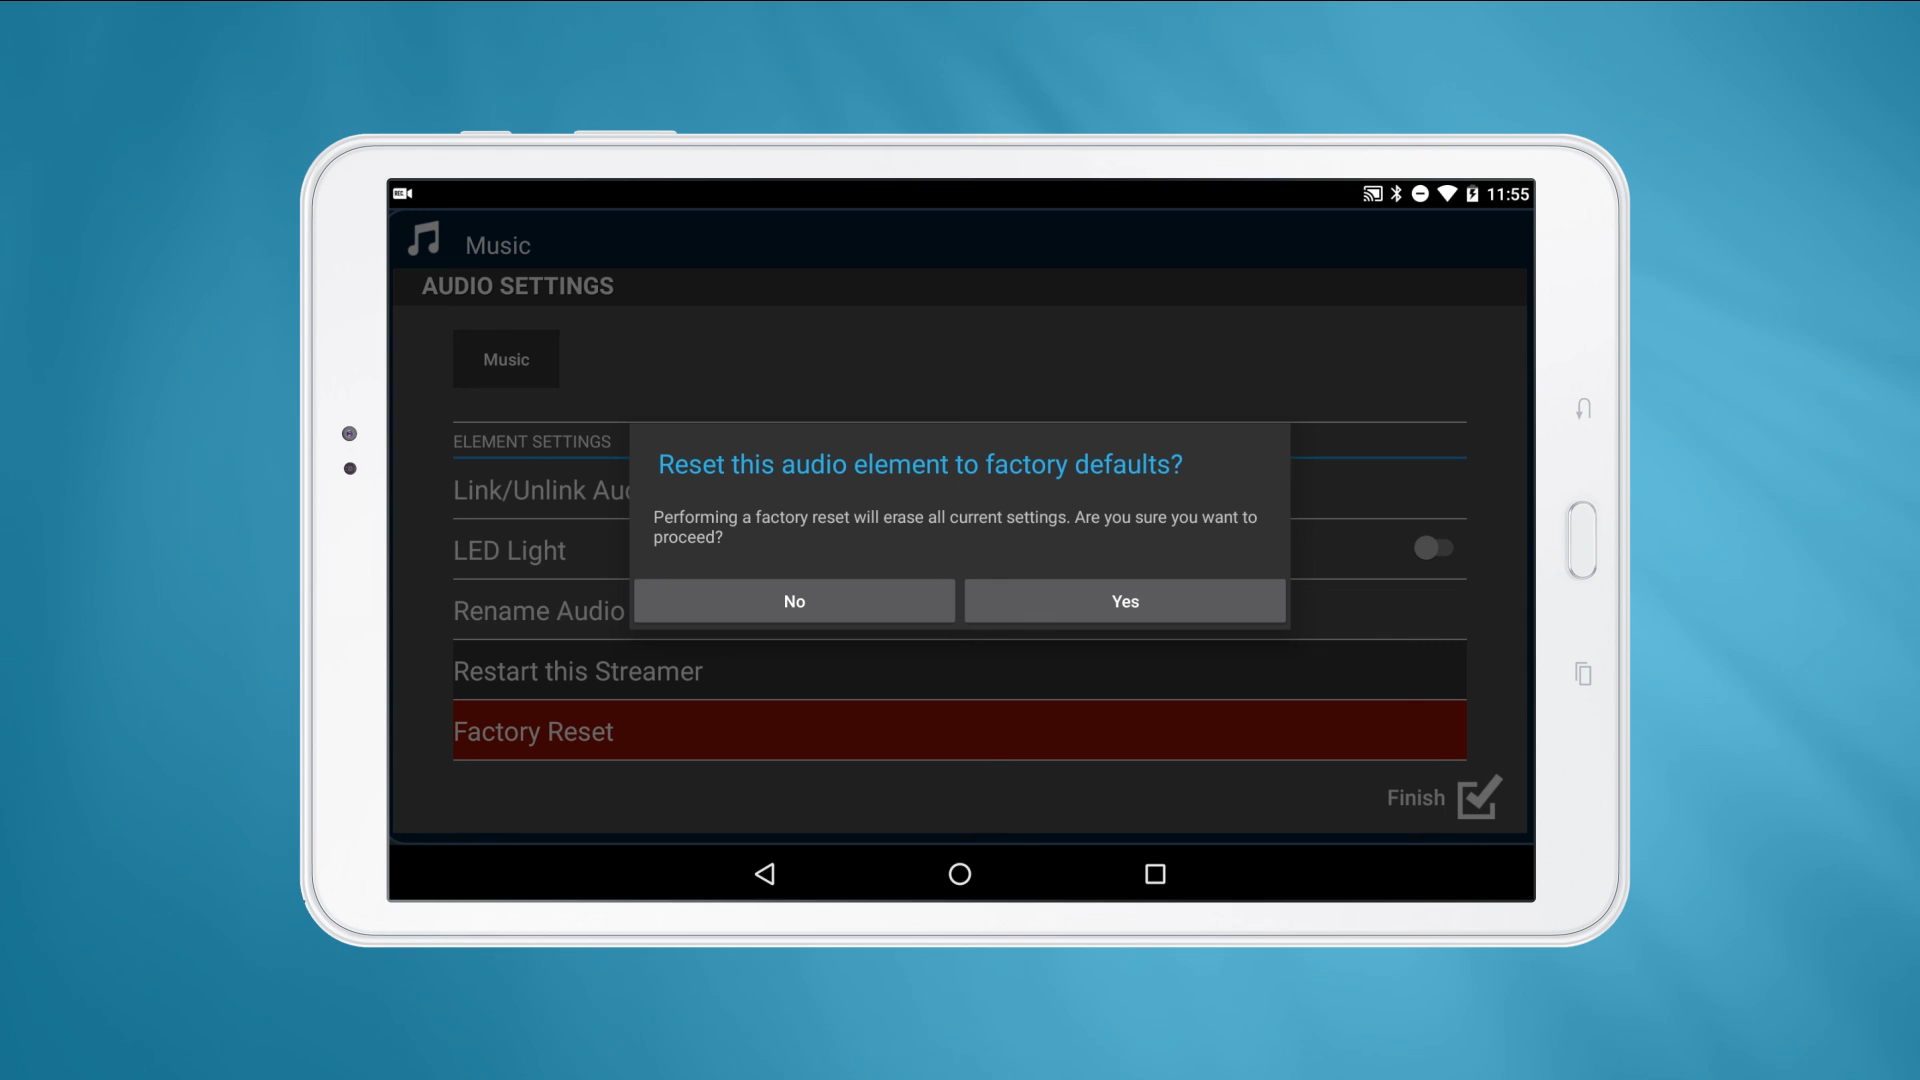 REC
11:55
Music
AUDIO SETTINGS
Music
ELEMENT SETTINGS
Reset this audio element to factory defaults?
Link/Unlink
Performing a factory reset will erase all current settings. Are you sure you want to
proceed?
LED Light
No
Yes
Rename Audio
Restart this Streamer
Factory Reset
Finish